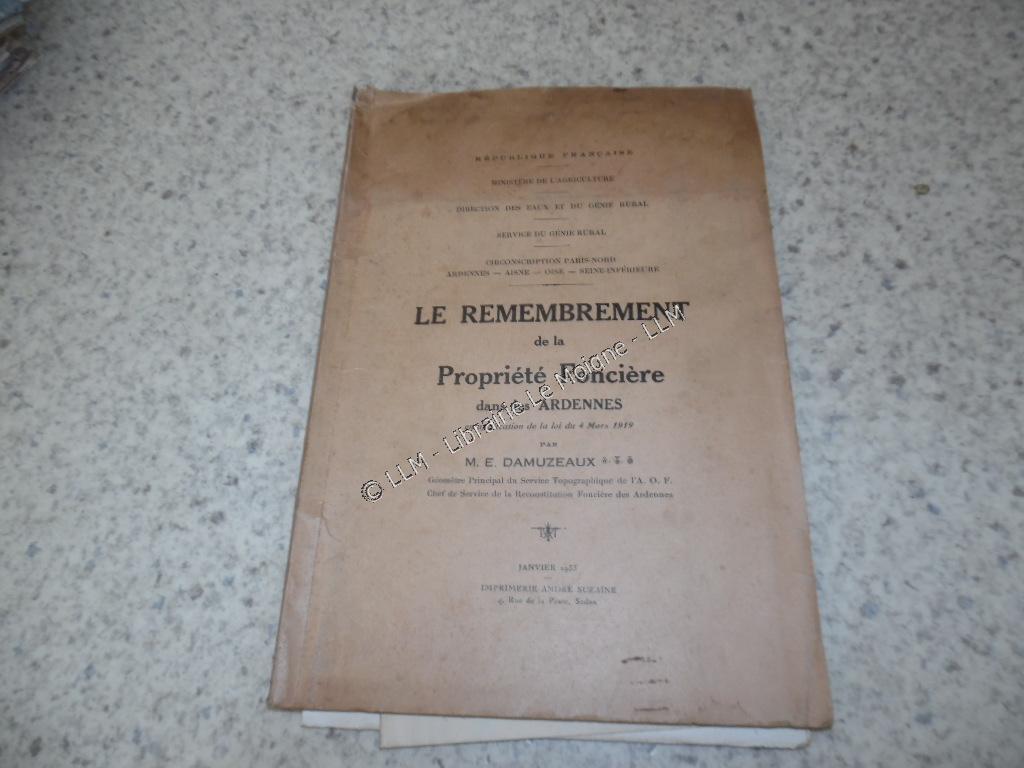 RÉPUBLIQUE FRANÇAISE
MINISTÈRE DE L'AGRICULTURE
DIRECTION DES EAUX ET DU GÉNIE RURAL
SERVICE DU GÉNIE RURAL
CIRCONSCRIPTION PARIS-NORD
ARDENNES — AISNE — OISE — SEINE-INFÉRIEURE
LE REMEMBREMENT
de la
Propriété Foncière
dans les ARDENNES
de la loi du 4 Mars 1919
PAR
M. E. DAMUZEAUX
Géomètre Principal du Service Topographique de l'A. O. F.
Chef de Service de la Reconstitution Foncière des Ardennes
JANVIER 1933
IMPRIMERIE ANDRÉ SUZAINE
Rue de la Sedan
© LLM - Librairie Le Moigne - LLM